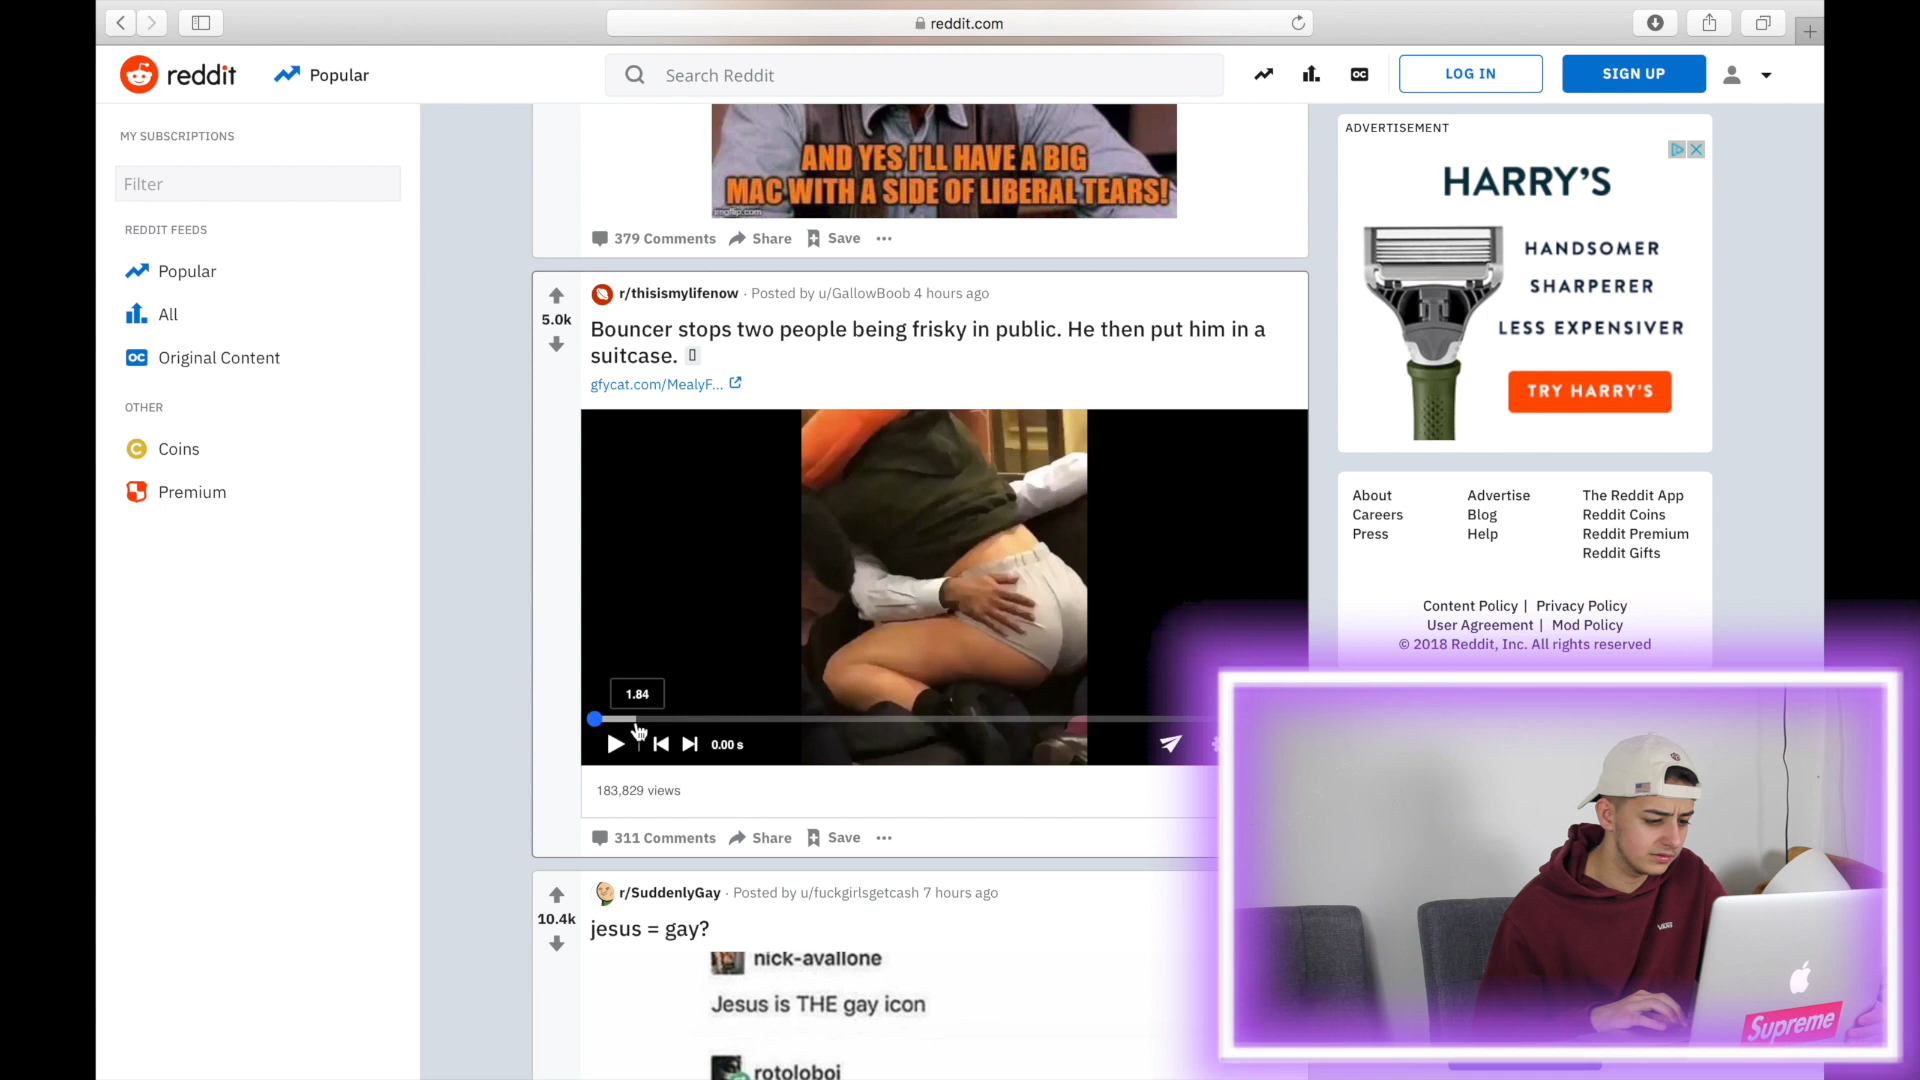 reddit.com
reddit
Popular
Search Reddit
LOG IN
SIGN UP
MY SUBSCRIPTIONS
Filter
REDDIT FEEDS
Popular
All
OC Original Content
OTHER
Coins
Premium
AND YES I'LL HAVE A BIG
MAC WITH A SIDE OF LIBERAL TEARS!
imgflip.com
379 Comments Share Save ...
5.0k
r/thisismylifenow · Posted by u/GallowBoob 4 hours ago
Bouncer stops two people being frisky in public. He then put him in a
suitcase.
gfycat.com/MealyF...
1.84
0.00 s
183,829 views
311 Comments Share Save ...
10.4k
r/SuddenlyGay · Posted by u/fuckgirlsgetcash 7 hours ago
jesus = gay?
nick-avallone
Jesus is THE gay icon
rotoloboi
ADVERTISEMENT
HARRY'S
HANDSOMER
SHARPERER
LESS EXPENSIVER
TRY HARRY'S
About Advertise The Reddit App
Careers Blog Reddit Coins
Press Help Reddit Premium
Reddit Gifts
Content Policy | Privacy Policy
User Agreement | Mod Policy
© 2018 Reddit, Inc. All rights reserved
VANS
Supreme